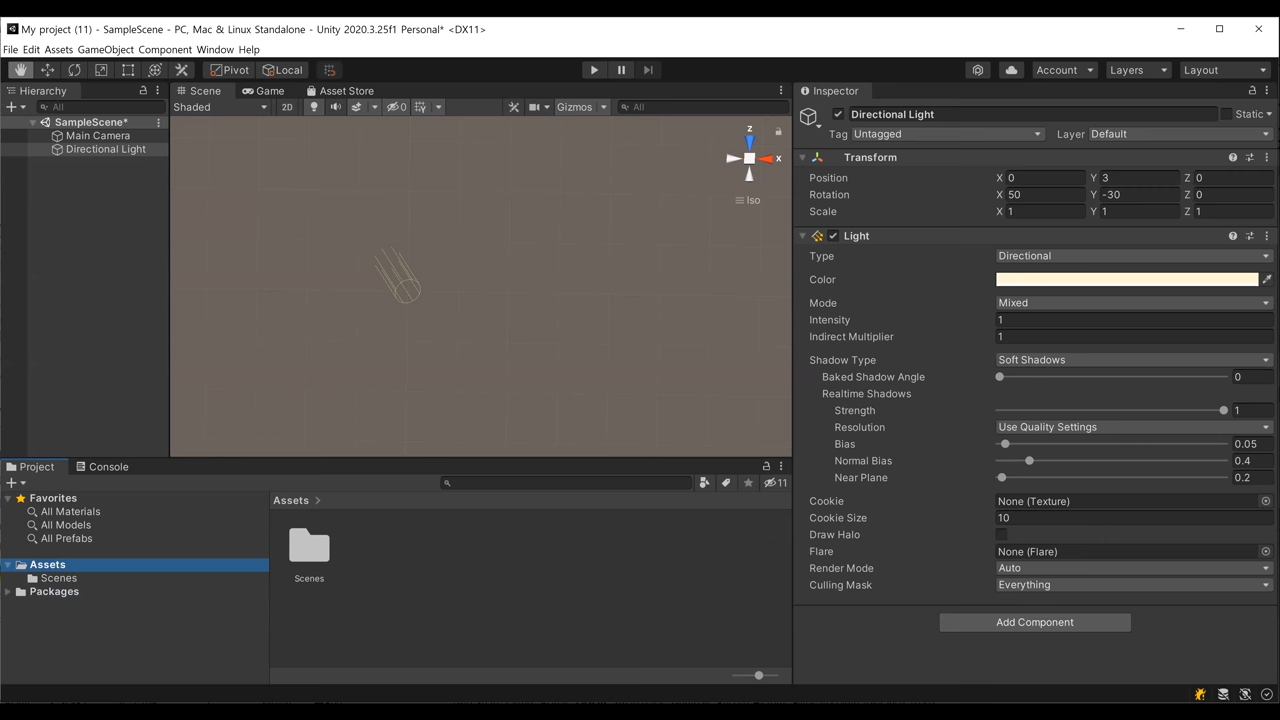 My project (11) - SampleScene - PC, Mac & Linux Standalone - Unity 2020.3.25f1 Personal* <DX11>
File Edit Assets GameObject Component Window Help
Pivot Local Account Layers Layout
Hierarchy
All
SampleScene*
Main Camera
Directional Light
Scene Game Asset Store
Shaded 2D 0 Gizmos All
z
x
Iso
Inspector
Directional Light Static
Tag Untagged Layer Default
Transform
Position X 0 Y 3 Z 0
Rotation X 50 Y -30 Z 0
Scale X 1 Y 1 Z 1
Light
Type Directional
Color
Mode Mixed
Intensity 1
Indirect Multiplier 1
Shadow Type Soft Shadows
Baked Shadow Angle 0
Realtime Shadows
Strength 1
Resolution Use Quality Settings
Bias 0.05
Normal Bias 0.4
Near Plane 0.2
Cookie None (Texture)
Cookie Size 10
Draw Halo
Flare None (Flare)
Render Mode Auto
Culling Mask Everything
Add Component
Project Console
11
Favorites
All Materials
All Models
All Prefabs
Assets
Scenes
Packages
Assets
Scenes